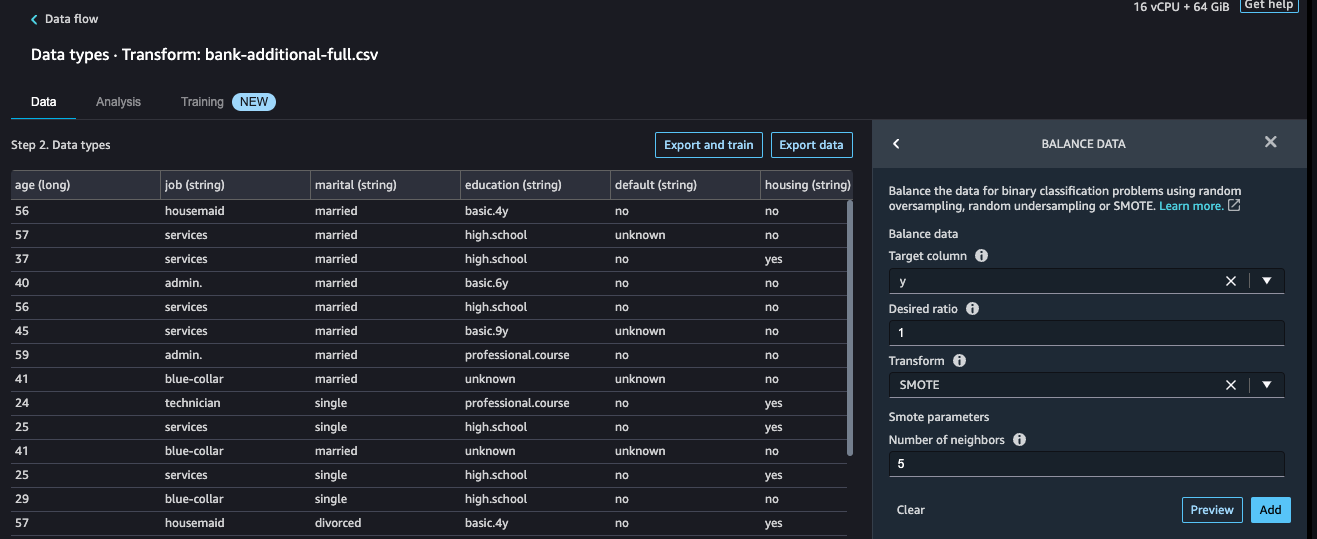 Data flow
16 vCPU + 64 GiB
Get help
Data types · Transform: bank-additional-full.csv
Data Analysis Training NEW
Step 2. Data types Export and train Export data
age (long) job (string) marital (string) education (string) default (string) housing (string)
56 housemaid married basic.4y no no
57 services married high.school unknown no
37 services married high.school no yes
40 admin. married basic.6y no no
56 services married high.school no no
45 services married basic.9y unknown no
59 admin. married professional.course no no
41 blue-collar married unknown unknown no
24 technician single professional.course no yes
25 services single high.school no yes
41 blue-collar married unknown unknown no
25 services single high.school no yes
29 blue-collar single high.school no no
57 housemaid divorced basic.4y no yes
BALANCE DATA
Balance the data for binary classification problems using random
oversampling, random undersampling or SMOTE. Learn more.
Balance data
Target column
y
Desired ratio
1
Transform
SMOTE
Smote parameters
Number of neighbors
5
Clear Preview Add